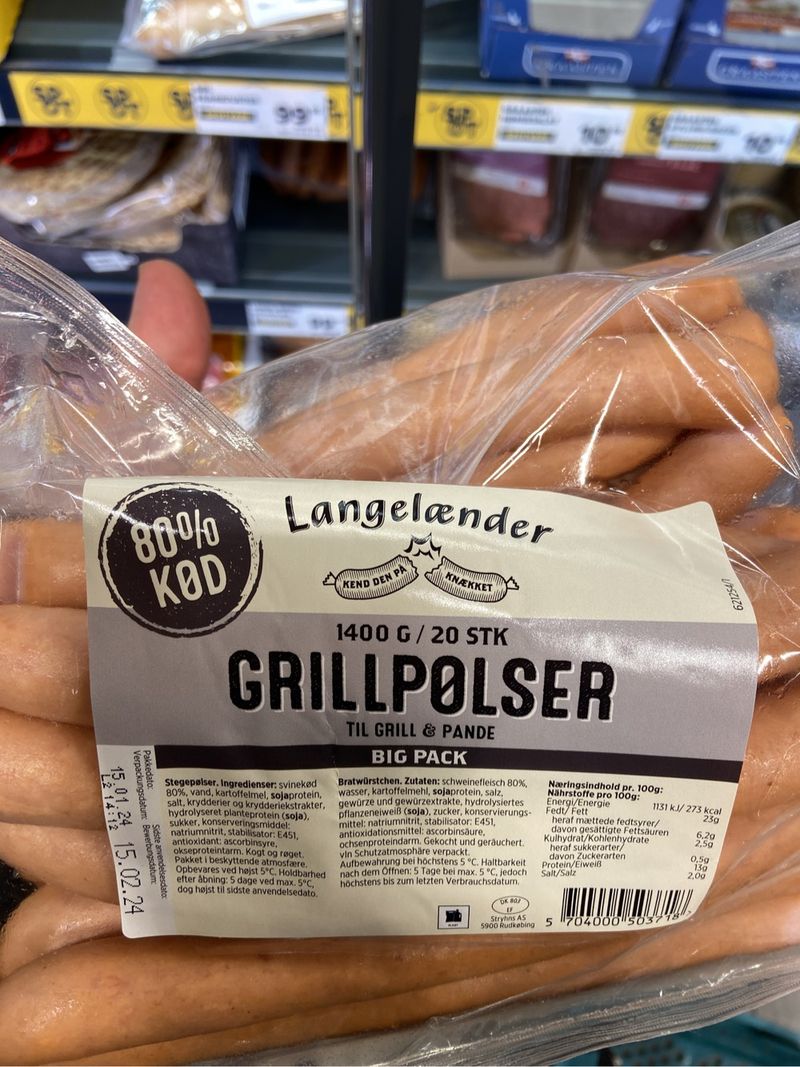 99
10
10
80%
KØD
Langelænder
KEND DEN PÅ
KNÆKKET
621254/1
1400 G / 20 STK
GRILLPØLSER
TIL GRILL & PANDE
BIG PACK
Pakkedato:
Verpackungsdatum:
Sidste anvendelsesdato:
15.01.24
15.02.24
Stegepølser. Ingredienser: svinekød
80%, vand, kartoffelmel, sojaprotein,
salt, krydderier og krydderiekstrakter,
hydrolyseret planteprotein (soja),
sukker, konserveringsmiddel:
natriumnitrit, stabilisator: E451,
antioxidant: ascorbinsyre,
okseproteintarm. Kogt og røget.
Pakket i beskyttende atmosfære.
Opbevares ved højst 5°C. Holdbarhed
efter åbning: 5 dage ved max. 5°C,
dog højst til sidste anvendelsesdato.
Bratwürstchen. Zutaten: schweinefleisch 80%,
wasser, kartoffelmehl, sojaprotein, salz,
gewürze und gewürzextrakte, hydrolysiertes
pflanzeneiweiß (soja), zucker, konservierungs-
mittel: natriumnitrit, stabilisator: E451,
antioxidationsmittel: ascorbinsäure,
ochsenproteindarm. Gekocht und geräuchert.
Schutzatmosphäre verpackt.
Aufbewahrung bei höchstens 5 °C. Haltbarkeit
nach dem Öffnen: 5 Tage bei max. 5 °C, jedoch
höchstens bis zum letzten Verbrauchsdatum.
Næringsindhold pr. 100g:
Nährstoffe pro 100g:
Energi/Energie 1131 kJ/ 273 kcal
Fedt/ Fett 23g
heraf mættede fedtsyrer/
davon gesättigte Fettsäuren 6,2g
Kulhydrat/Kohlenhydrate 2,5g
heraf sukkerarter/
davon Zuckerarten 0,5g
Protein/Eiweiß 13g
Salt/Salz 2,0g
DK 807
EF
Stryhns AS
5900 Rudkøbing
5 704000 503718